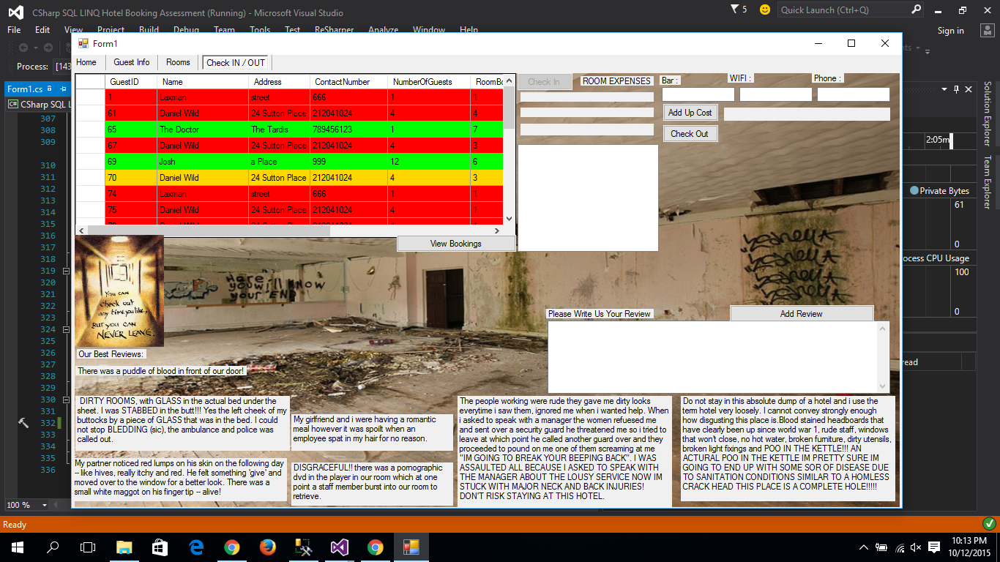 CSharp SQL LINQ Hotel Booking Assessment (Running) - Microsoft Visual Studio
5
Quick Launch (Ctrl+Q)
File Edit View Project Build Debug Team Tools Test ReSharper Analyze Window Help
Sign in
Process: [143
Form1.cs
C# CSharp SQL L
307
308
309
310
311
312
313
314
315
316
317
318
319
320
321
322
323
324
325
326
327
328
329
330
331
332
333
334
335
336
100 %
Form1
Home Guest Info Rooms Check IN / OUT
GuestID Name Address ContactNumber NumberOfGuests RoomBo
1 Laxman street 666 1 1
61 Daniel Wild 24 Sutton Place 212041024 4 4
65 The Doctor The Tardis 789456123 1 7
67 Daniel Wild 24 Sutton Place 212041024 4 3
69 Josh a Place 999 12 6
70 Daniel Wild 24 Sutton Place 212041024 4 3
74 Laxman street 666 1 1
75 Daniel Wild 24 Sutton Place 212041024 4 1
Daniel Wild 24 Sutton Place 212041024 4 1
View Bookings
Check In
ROOM EXPENSES
Bar :
WIFI :
Phone :
Add Up Cost
Check Out
YOU CAN
check out
any time you like,
BUT YOU CAN
NEVER LEAVE.
Here you'll KNOW
your END
Our Best Reviews:
There was a puddle of blood in front of our door!
Please Write Us Your Review
Add Review
DIRTY ROOMS, with GLASS in the actual bed under the
sheet. I was STABBED in the butt!!! Yes the left cheek of my
buttocks by a piece of GLASS that was in the bed. I could
not stop BLEDDING (sic), the ambulance and police was
called out.
My partner noticed red lumps on his skin on the following day
-- like hives, really itchy and red. He felt something 'give' and
moved over to the window for a better look. There was a
small white maggot on his finger tip -- alive!
My girlfriend and i were having a romantic
meal however it was spoilt when an
employee spat in my hair for no reason.
DISGRACEFUL!! there was a pornographic
dvd in the player in our room which at one
point a staff member burst into our room to
retrieve.
The people working were rude they gave me dirty looks
everytime i saw them, ignored me when i wanted help. When
i asked to speak with a manager the women refuesed me
and sent over a security guard he threatened me so i tried to
leave at which point he called another guard over and they
proceeded to pound on me one of them screaming at me
"IM GOING TO BREAK YOUR BEEPING BACK". I WAS
ASSAULTED ALL BECAUSE I ASKED TO SPEAK WITH
THE MANAGER ABOUT THE LOUSY SERVICE NOW IM
STUCK WITH MAJOR NECK AND BACK INJURIES!
DON'T RISK STAYING AT THIS HOTEL.
Do not stay in this absolute dump of a hotel and i use the
term hotel very loosely. I cannot convey strongly enough
how disgusting this place is.Blood stained headboards that
have clearly been up since world war 1, rude staff, windows
that won't close, no hot water, broken furniture, dirty utensils,
broken light fixings and POO IN THE KETTLE!!! AN
ACTURAL POO IN THE KETTLE IM PRETTY SURE IM
GOING TO END UP WITH SOME SOR OF DISEASE DUE
TO SANITATION CONDITIONS SIMILAR TO A HOMLESS
CRACK HEAD THIS PLACE IS A COMPLETE HOLE!!!!!
2:05m
Private Bytes
61
0
rocess CPU Usage
100
0
read
Solution Explorer
Team Explorer
Ready
10:13 PM
10/12/2015